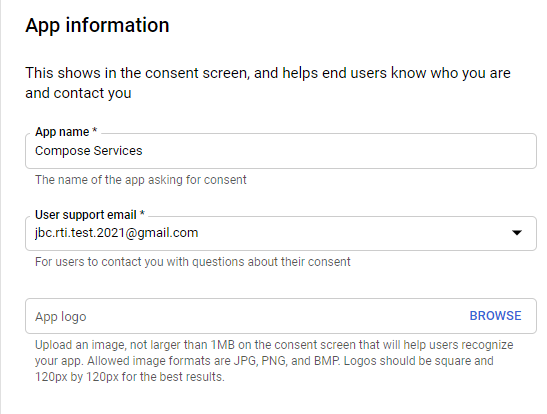 App information
This shows in the consent screen, and helps end users know who you are
and contact you
App name *
Compose Services
The name of the app asking for consent
User support email *
jbc.rti.test.2021@gmail.com
For users to contact you with questions about their consent
App logo BROWSE
Upload an image, not larger than 1MB on the consent screen that will help users recognize
your app. Allowed image formats are JPG, PNG, and BMP. Logos should be square and
120px by 120px for the best results.